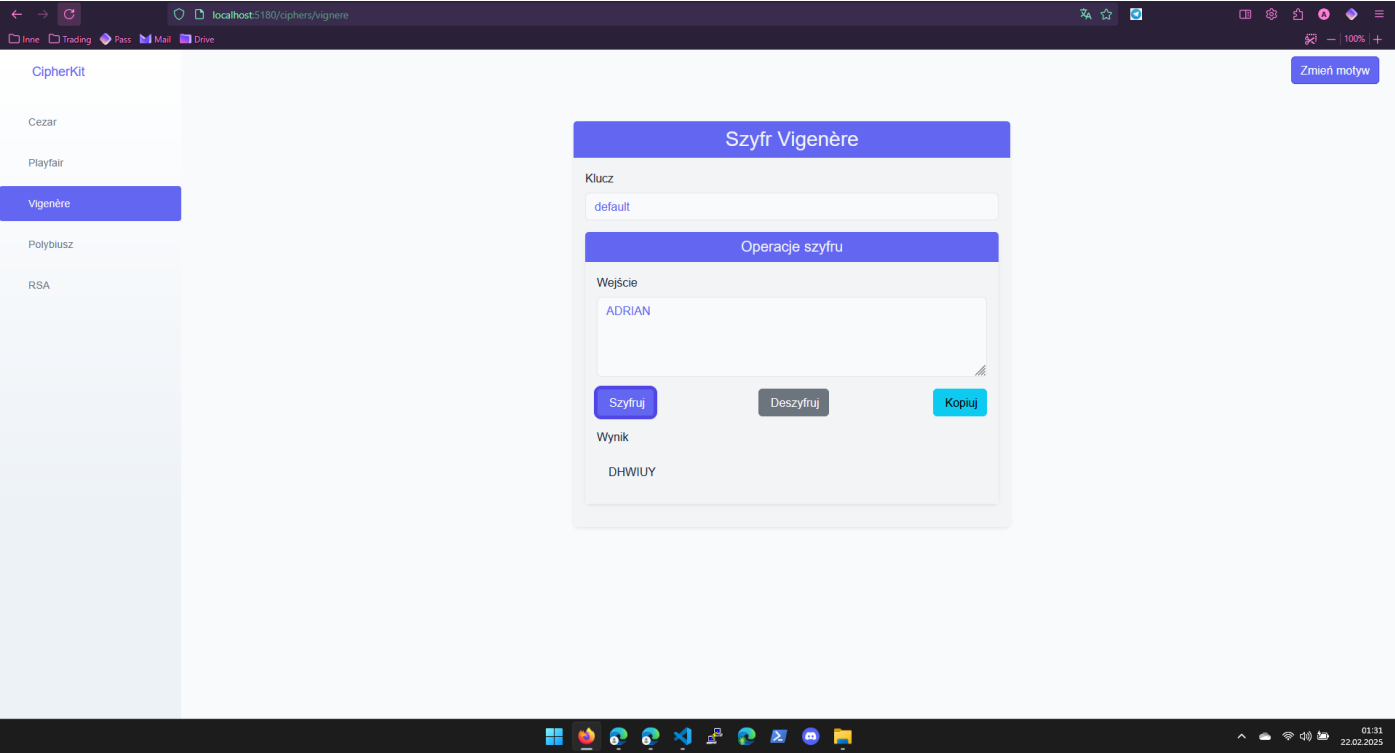 localhost:5180/ciphers/vignere
Inne Trading Pass Mail Drive
100%
CipherKit
Zmień motyw
Cezar
Playfair
Vigenère
Polybiusz
RSA
Szyfr Vigenère
Klucz
default
Operacje szyfru
Wejście
ADRIAN
Szyfruj Deszyfruj Kopiuj
Wynik
DHWIUY
01:31
22.02.2025